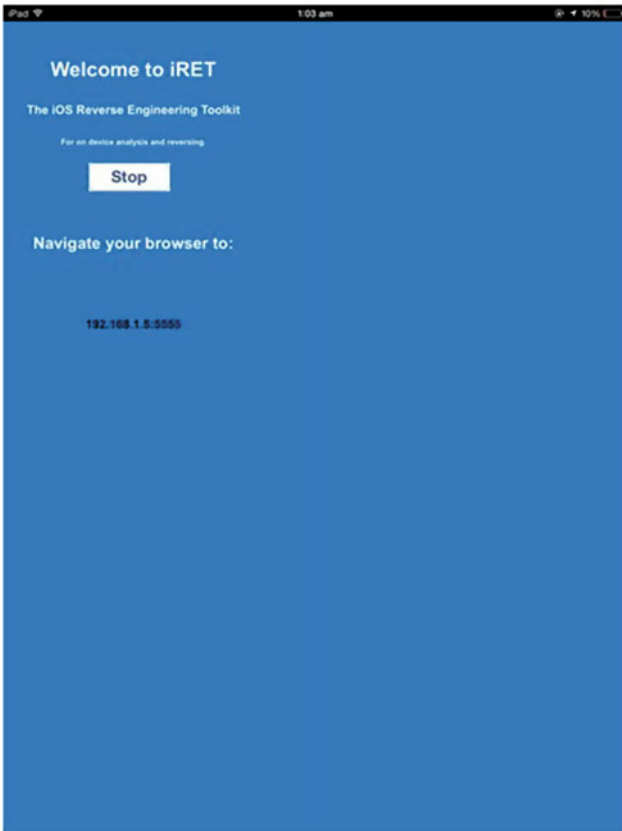 iPad 1:03 am 10%
Welcome to iRET
The iOS Reverse Engineering Toolkit
For on device analysis and reversing.
Stop
Navigate your browser to:
192.168.1.5:5555